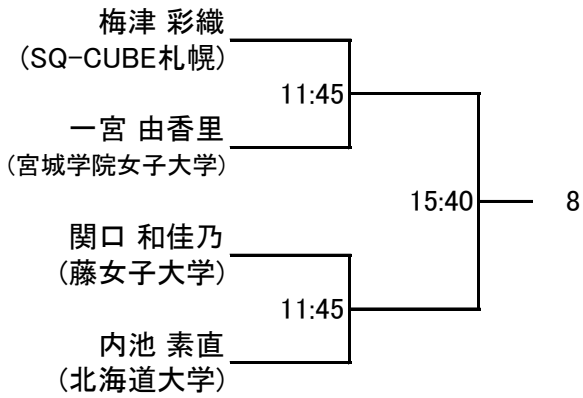 梅津 彩織
(SQ-CUBE札幌)
11:45
一宮 由香里
(宮城学院女子大学)
15:40
8
関口 和佳乃
(藤女子大学)
11:45
内池 素直
(北海道大学)